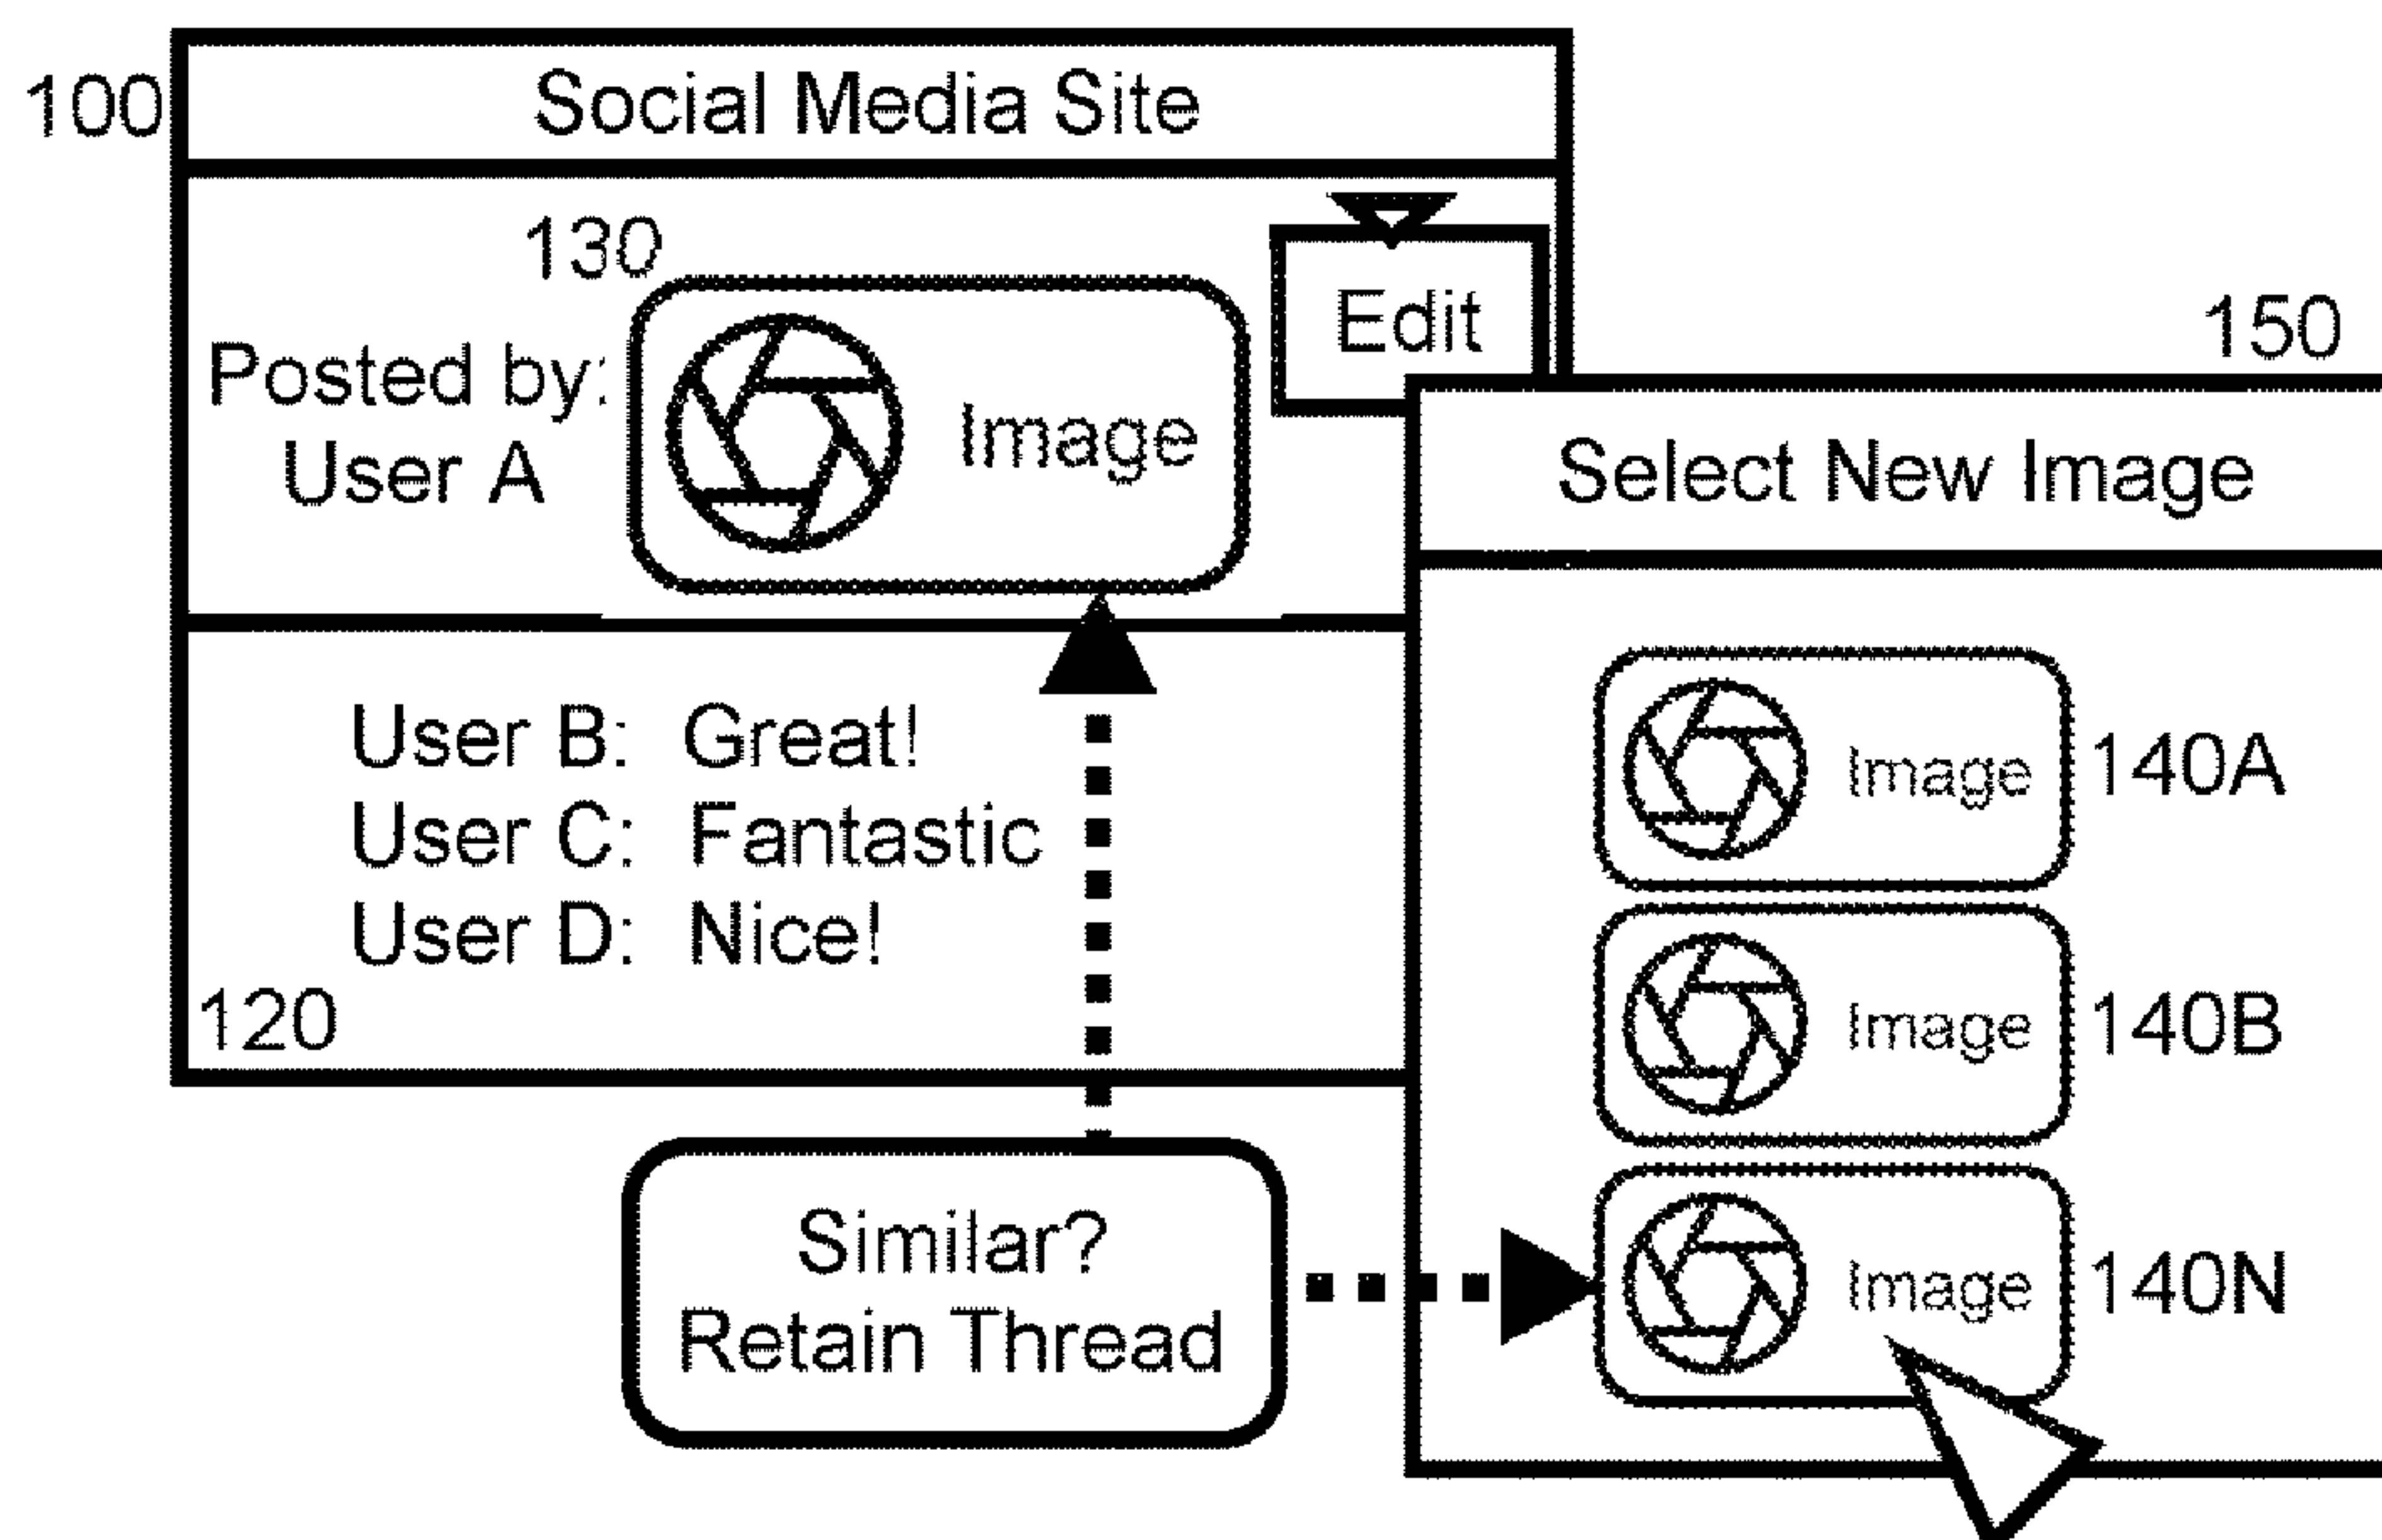 100
Social Media Site
130
Edit
Posted by:
User A
Image
150
Select New Image
User B: Great!
User C: Fantastic
User D: Nice!
120
Image 140A
Image 140B
Image 140N
Similar?
Retain Thread